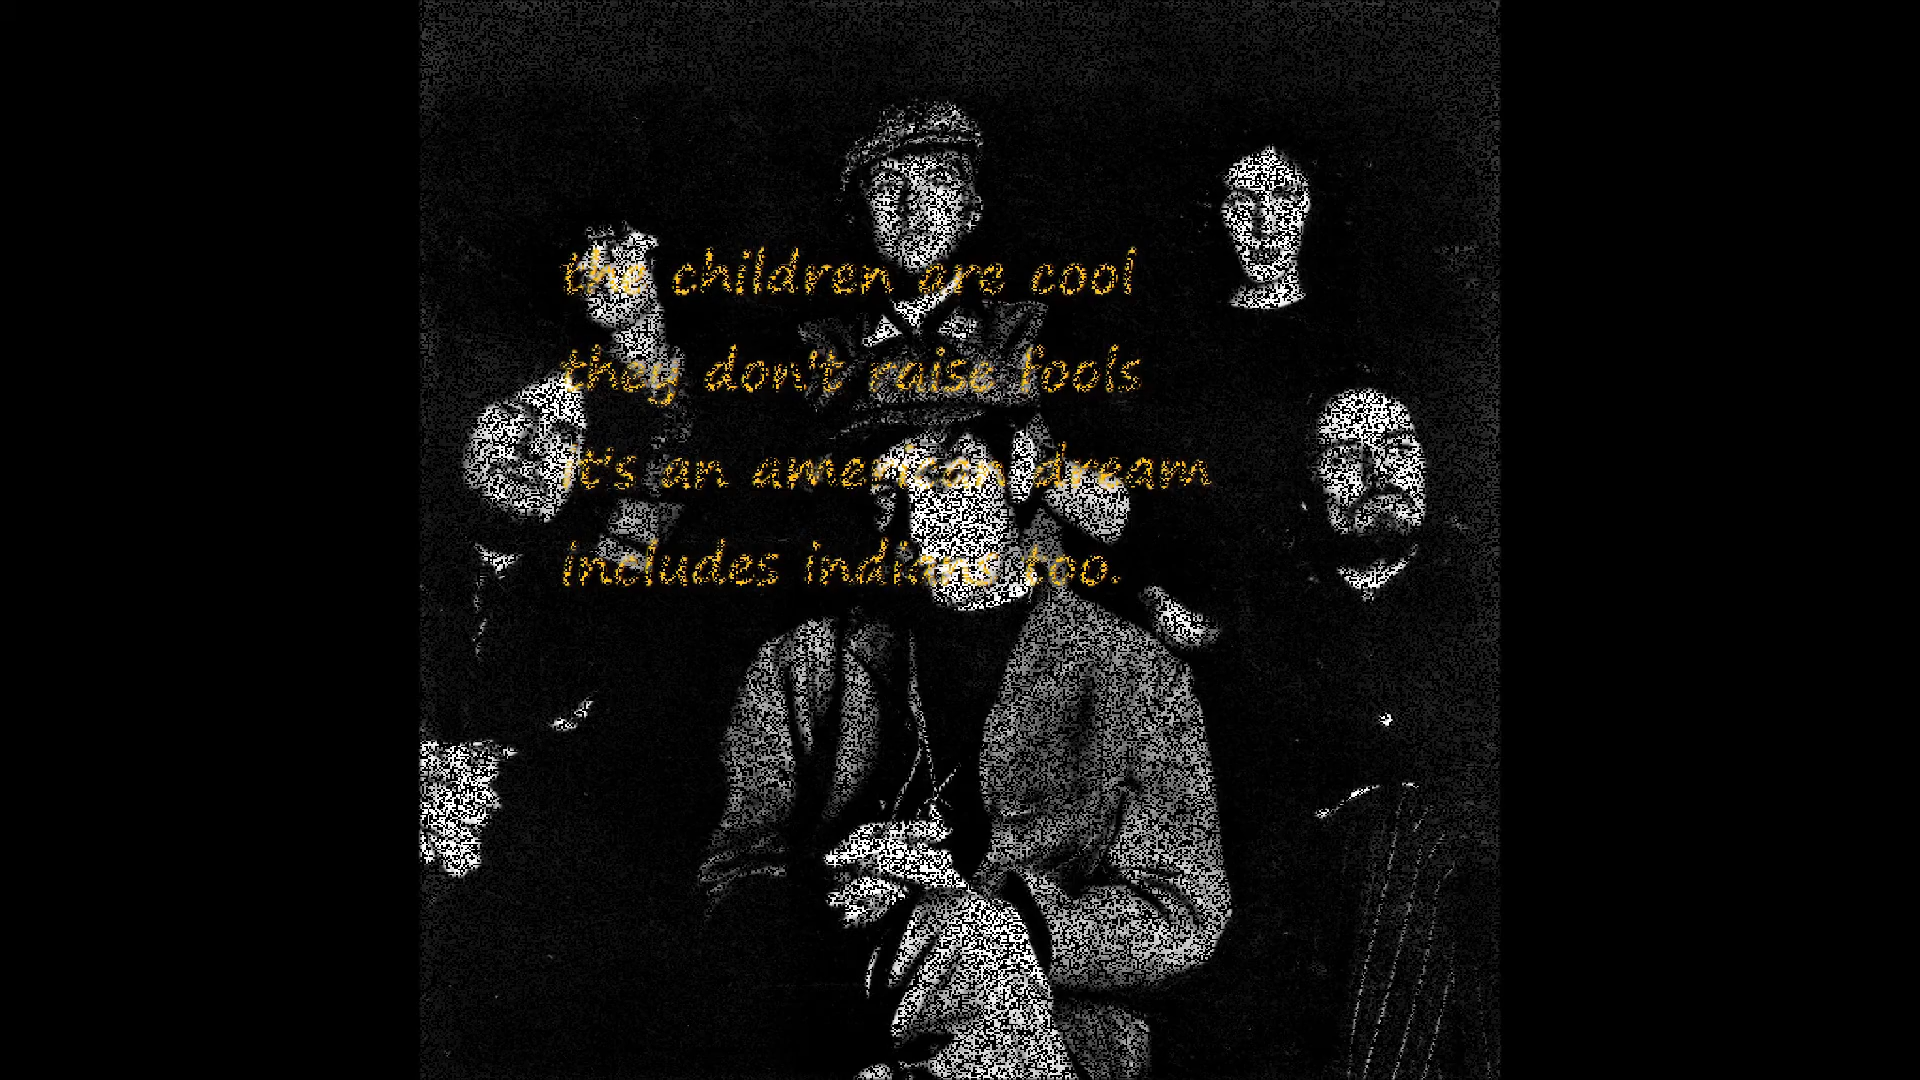 the children are cool
they don't raise fools
it's an american dream
includes indians too.